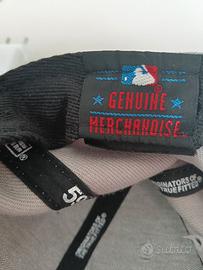 GENUINE
MERCHANDISE
59
ORIGINATORS OF
TRUE FITTED
subito